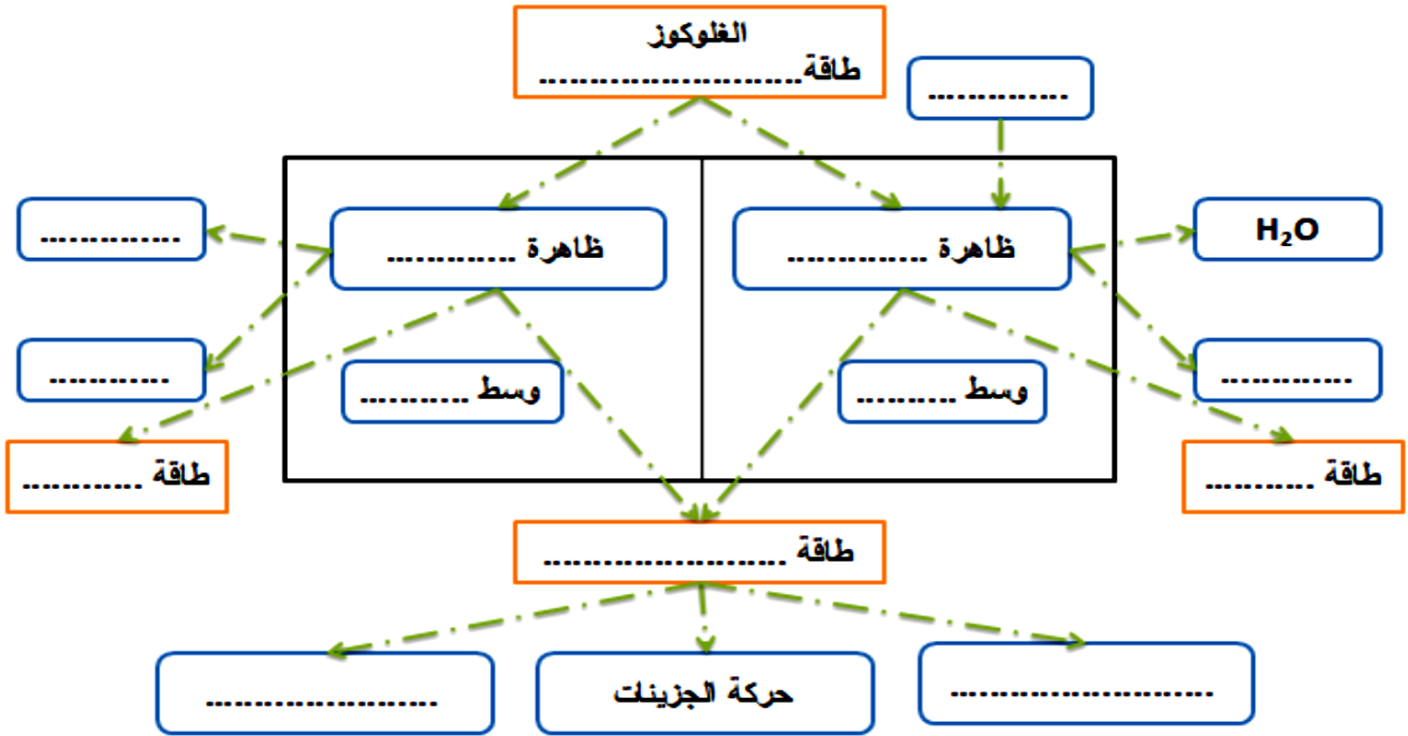 الغلوكوز
طاقة..........................
..............
ظاهرة ..............
ظاهرة .............
H₂O
..............
وسط ..........
وسط ...........
.............
............
طاقة ...........
طاقة ............
طاقة ........................
..........................
حركة الجزيئات
.......................